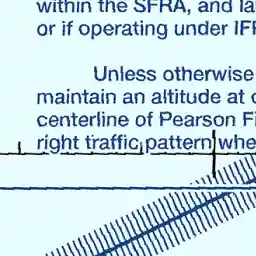 within the SFRA, and la
or if operating under IFR
Unless otherwise
maintain an altitude at o
centerline of Pearson Fi
right traffic pattern whe